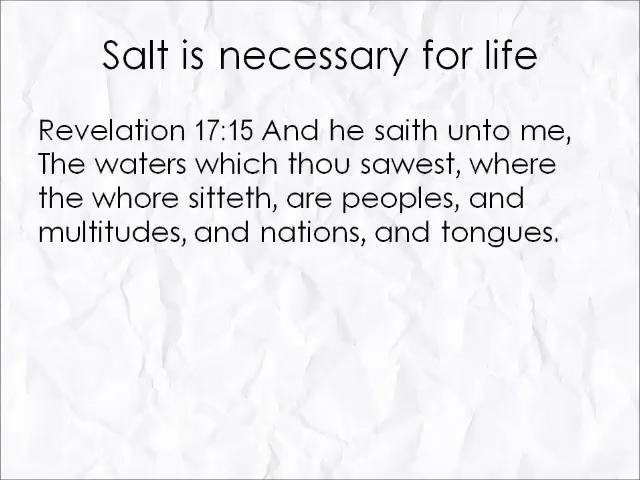 Salt is necessary for life
Revelation 17:15 And he saith unto me,
The waters which thou sawest, where
the whore sitteth, are peoples, and
multitudes, and nations, and tongues.